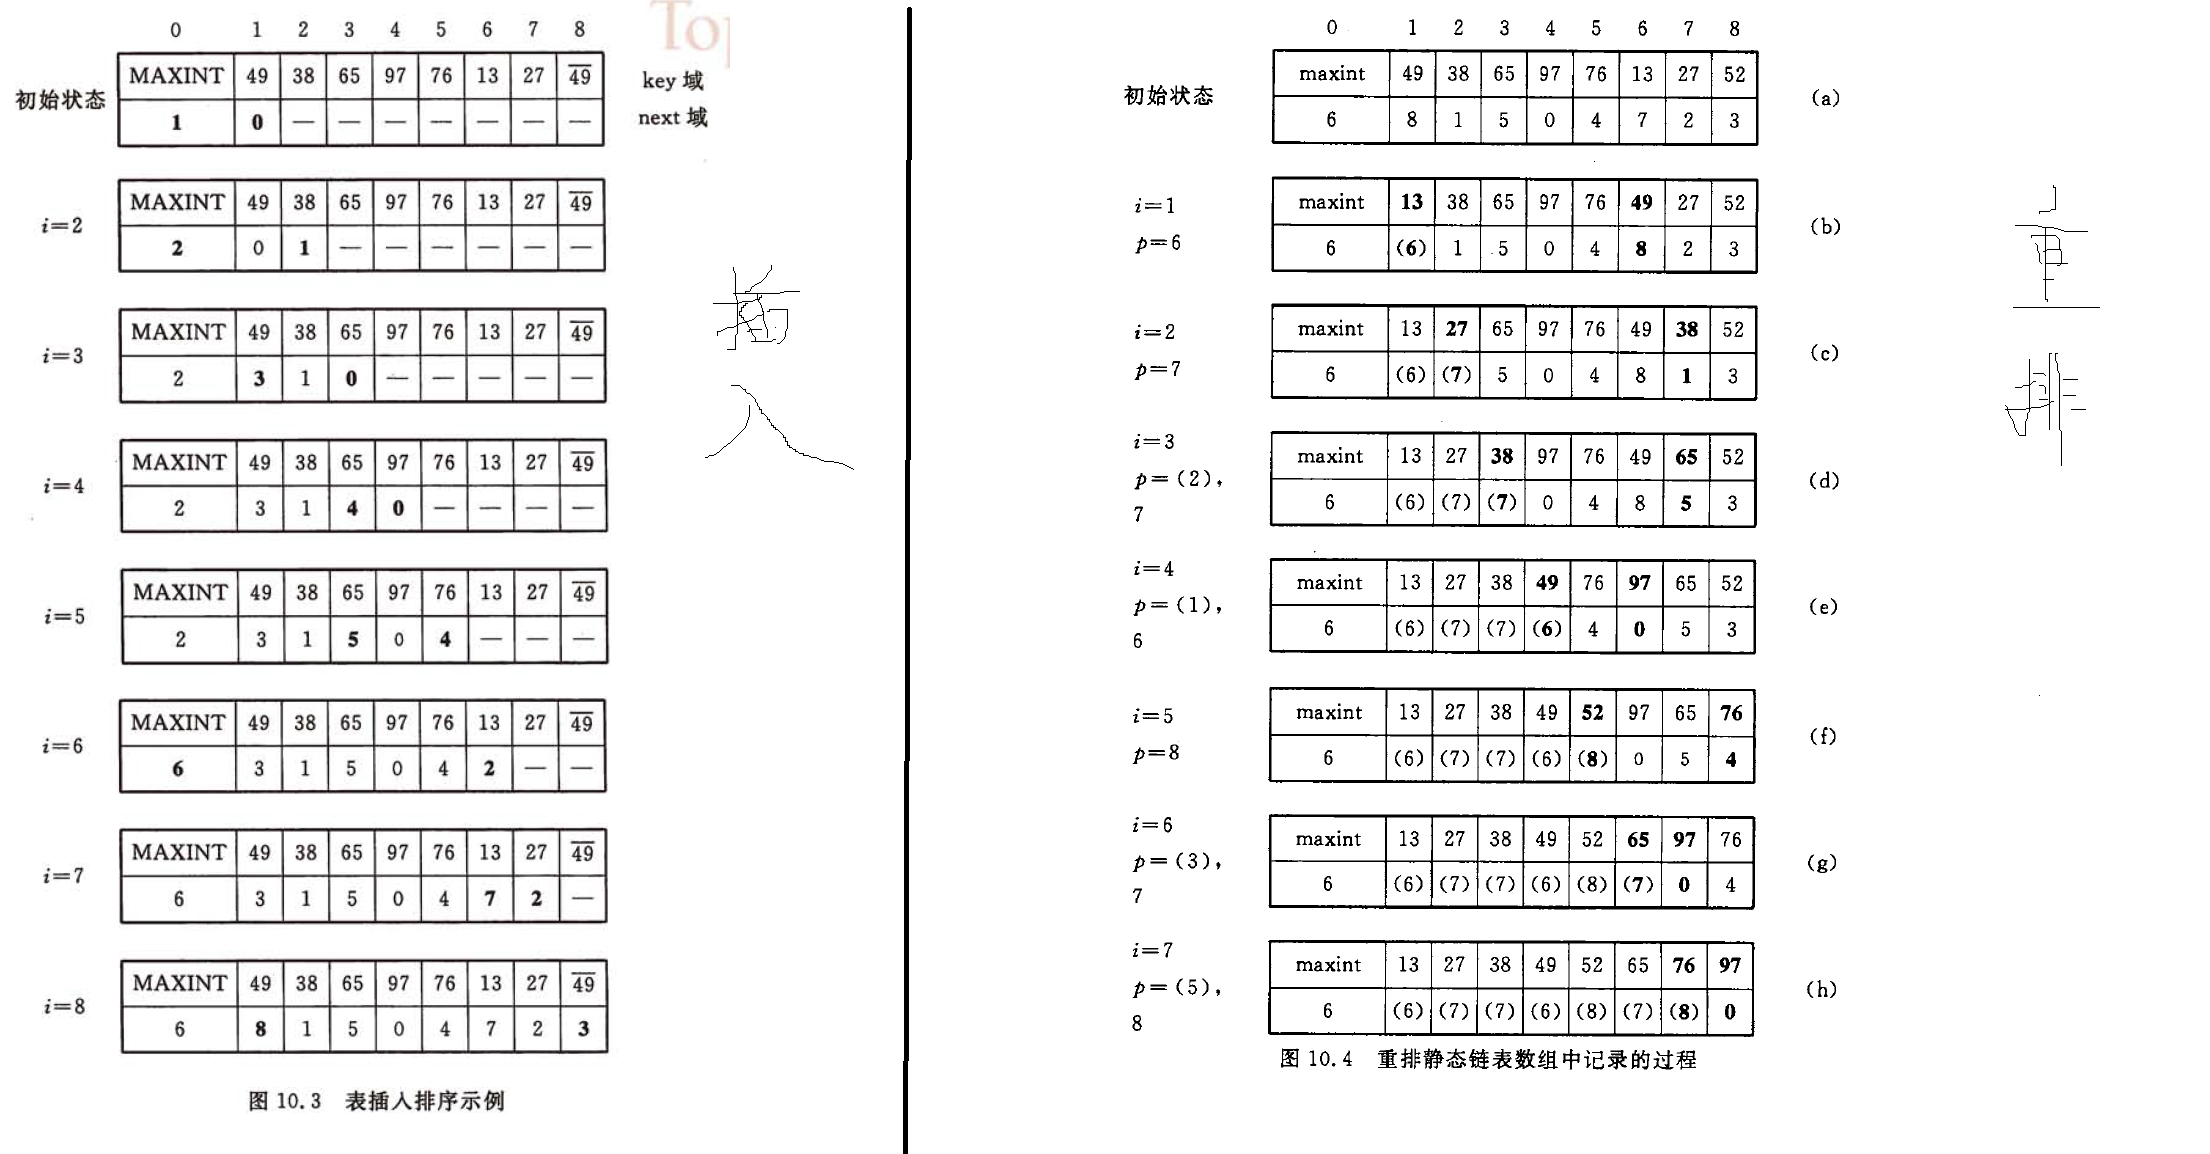 Top
0 1 2 3 4 5 6 7 8
初始状态
MAXINT 49 38 65 97 76 13 27 4̅9̅
key 域
1 0 — — — — — — —
next 域
i=2
MAXINT 49 38 65 97 76 13 27 4̅9̅
2 0 1 — — — — — —
i=3
MAXINT 49 38 65 97 76 13 27 4̅9̅
2 3 1 0 — — — — —
i=4
MAXINT 49 38 65 97 76 13 27 4̅9̅
2 3 1 4 0 — — — —
i=5
MAXINT 49 38 65 97 76 13 27 4̅9̅
2 3 1 5 0 4 — — —
i=6
MAXINT 49 38 65 97 76 13 27 4̅9̅
6 3 1 5 0 4 2 — —
i=7
MAXINT 49 38 65 97 76 13 27 4̅9̅
6 3 1 5 0 4 7 2 —
i=8
MAXINT 49 38 65 97 76 13 27 4̅9̅
6 8 1 5 0 4 7 2 3
图 10.3 表插入排序示例
插
入
0 1 2 3 4 5 6 7 8
初始状态
maxint 49 38 65 97 76 13 27 52
6 8 1 5 0 4 7 2 3
(a)
i=1
p=6
maxint 13 38 65 97 76 49 27 52
6 (6) 1 5 0 4 8 2 3
(b)
i=2
p=7
maxint 13 27 65 97 76 49 38 52
6 (6) (7) 5 0 4 8 1 3
(c)
i=3
p=(2),
7
maxint 13 27 38 97 76 49 65 52
6 (6) (7) (7) 0 4 8 5 3
(d)
i=4
p=(1),
6
maxint 13 27 38 49 76 97 65 52
6 (6) (7) (7) (6) 4 0 5 3
(e)
i=5
p=8
maxint 13 27 38 49 52 97 65 76
6 (6) (7) (7) (6) (8) 0 5 4
(f)
i=6
p=(3),
7
maxint 13 27 38 49 52 65 97 76
6 (6) (7) (7) (6) (8) (7) 0 4
(g)
i=7
p=(5),
8
maxint 13 27 38 49 52 65 76 97
6 (6) (7) (7) (6) (8) (7) (8) 0
(h)
图 10.4 重排静态链表数组中记录的过程
重
排